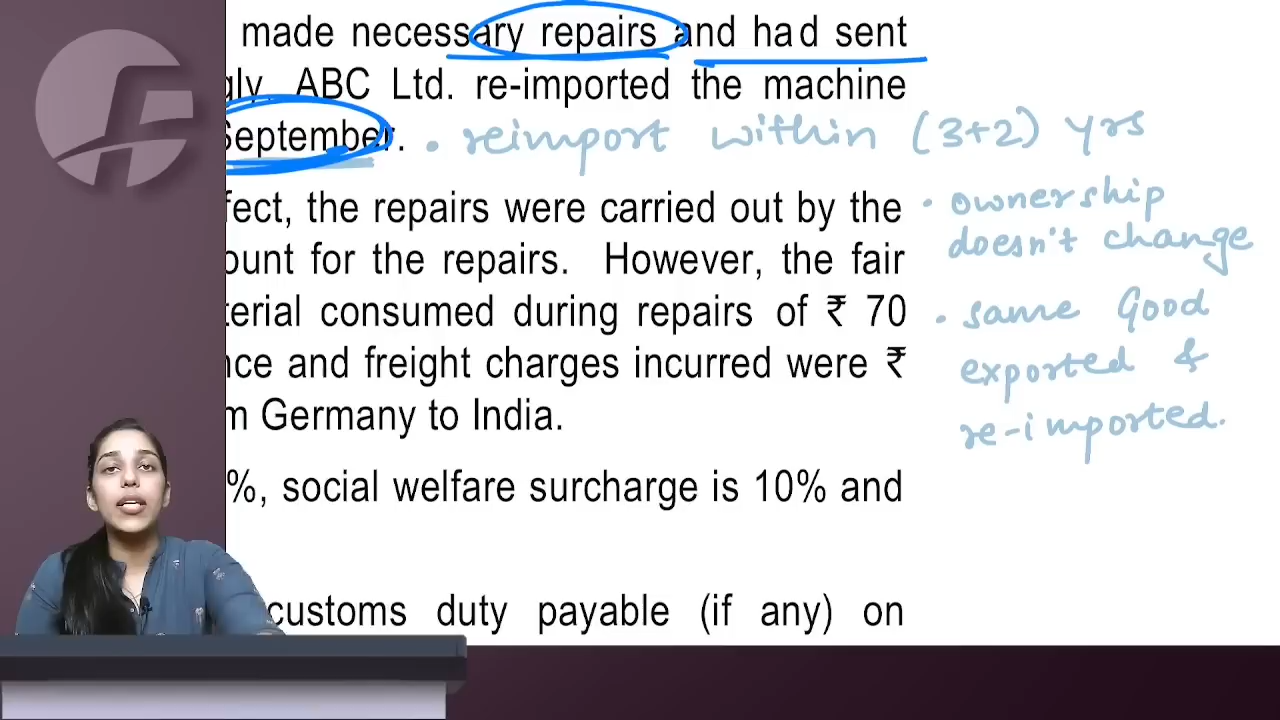 made necessary repairs and had sent
gly, ABC Ltd. re-imported the machine
September. • reimport within (3+2) yrs
fect, the repairs were carried out by the • ownership
doesn't change
ount for the repairs. However, the fair
terial consumed during repairs of ₹ 70 • same Good
nce and freight charges incurred were ₹ exported &
m Germany to India. re-imported.
%, social welfare surcharge is 10% and
customs duty payable (if any) on